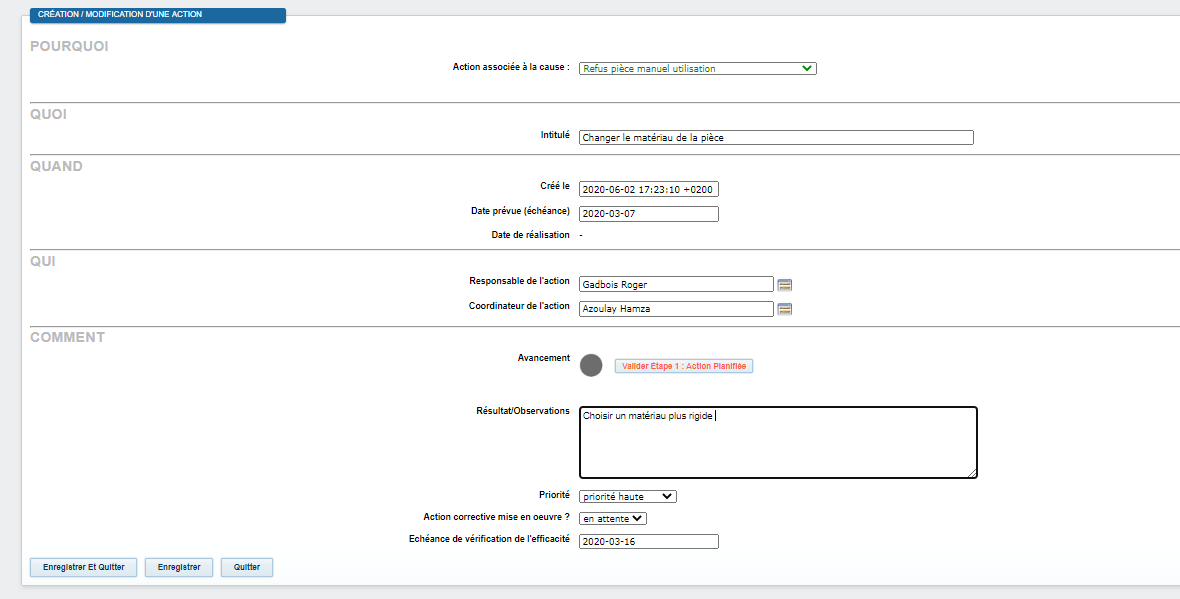 CRÉATION / MODIFICATION D'UNE ACTION
POURQUOI
Action associée à la cause : Refus pièce manuel utilisation
QUOI
Intitulé Changer le matériau de la pièce
QUAND
Créé le 2020-06-02 17:23:10 +0200
Date prévue (échéance) 2020-03-07
Date de réalisation -
QUI
Responsable de l'action Gadbois Roger
Coordinateur de l'action Azoulay Hamza
COMMENT
Avancement Valider Étape 1 : Action Planifiée
Résultat/Observations Choisir un matériau plus rigide
Priorité priorité haute
Action corrective mise en oeuvre ? en attente
Echéance de vérification de l'efficacité 2020-03-16
Enregistrer Et Quitter Enregistrer Quitter